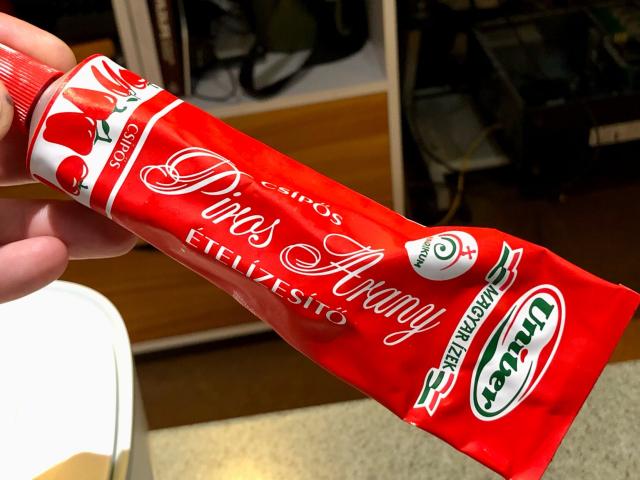 CSÍPŐS
CSÍPŐS
Piros Arany
ÉTELÍZESÍTŐ
MAGYAR ÍZEK
Univer